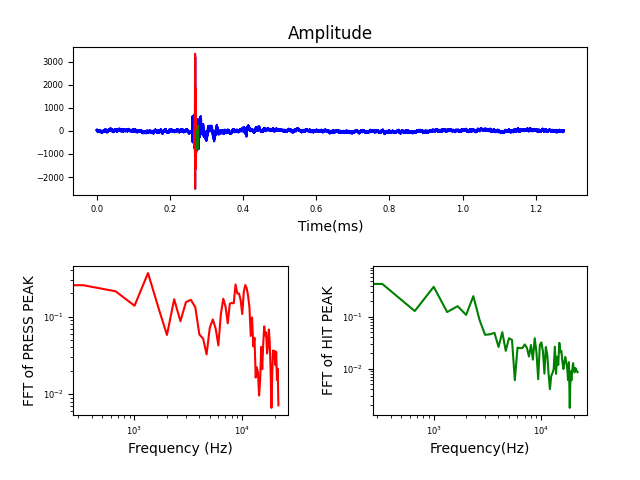 Amplitude
3000
2000
1000
0
−1000
−2000
0.0 0.2 0.4 0.6 0.8 1.0 1.2
Time(ms)
FFT of PRESS PEAK
10⁻¹
10⁻²
10³ 10⁴
Frequency (Hz)
FFT of HIT PEAK
10⁻¹
10⁻²
10³ 10⁴
Frequency(Hz)